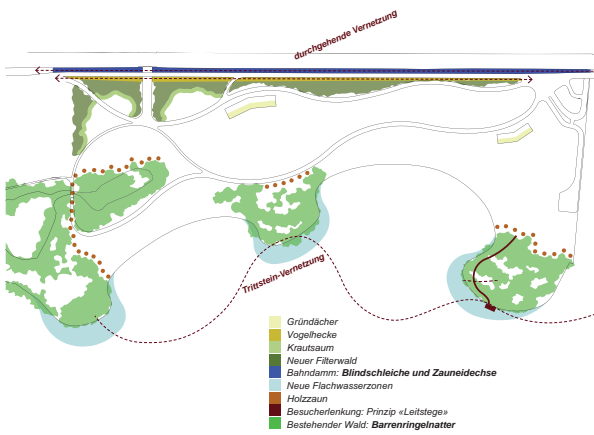 durchgehende Vernetzung
Trittstein-Vernetzung
Gründächer
Vogelhecke
Krautsaum
Neuer Filterwald
Bahndamm: Blindschleiche und Zauneidechse
Neue Flachwasserzonen
Holzzaun
Besucherlenkung: Prinzip «Leitstege»
Bestehender Wald: Barrenringelnatter